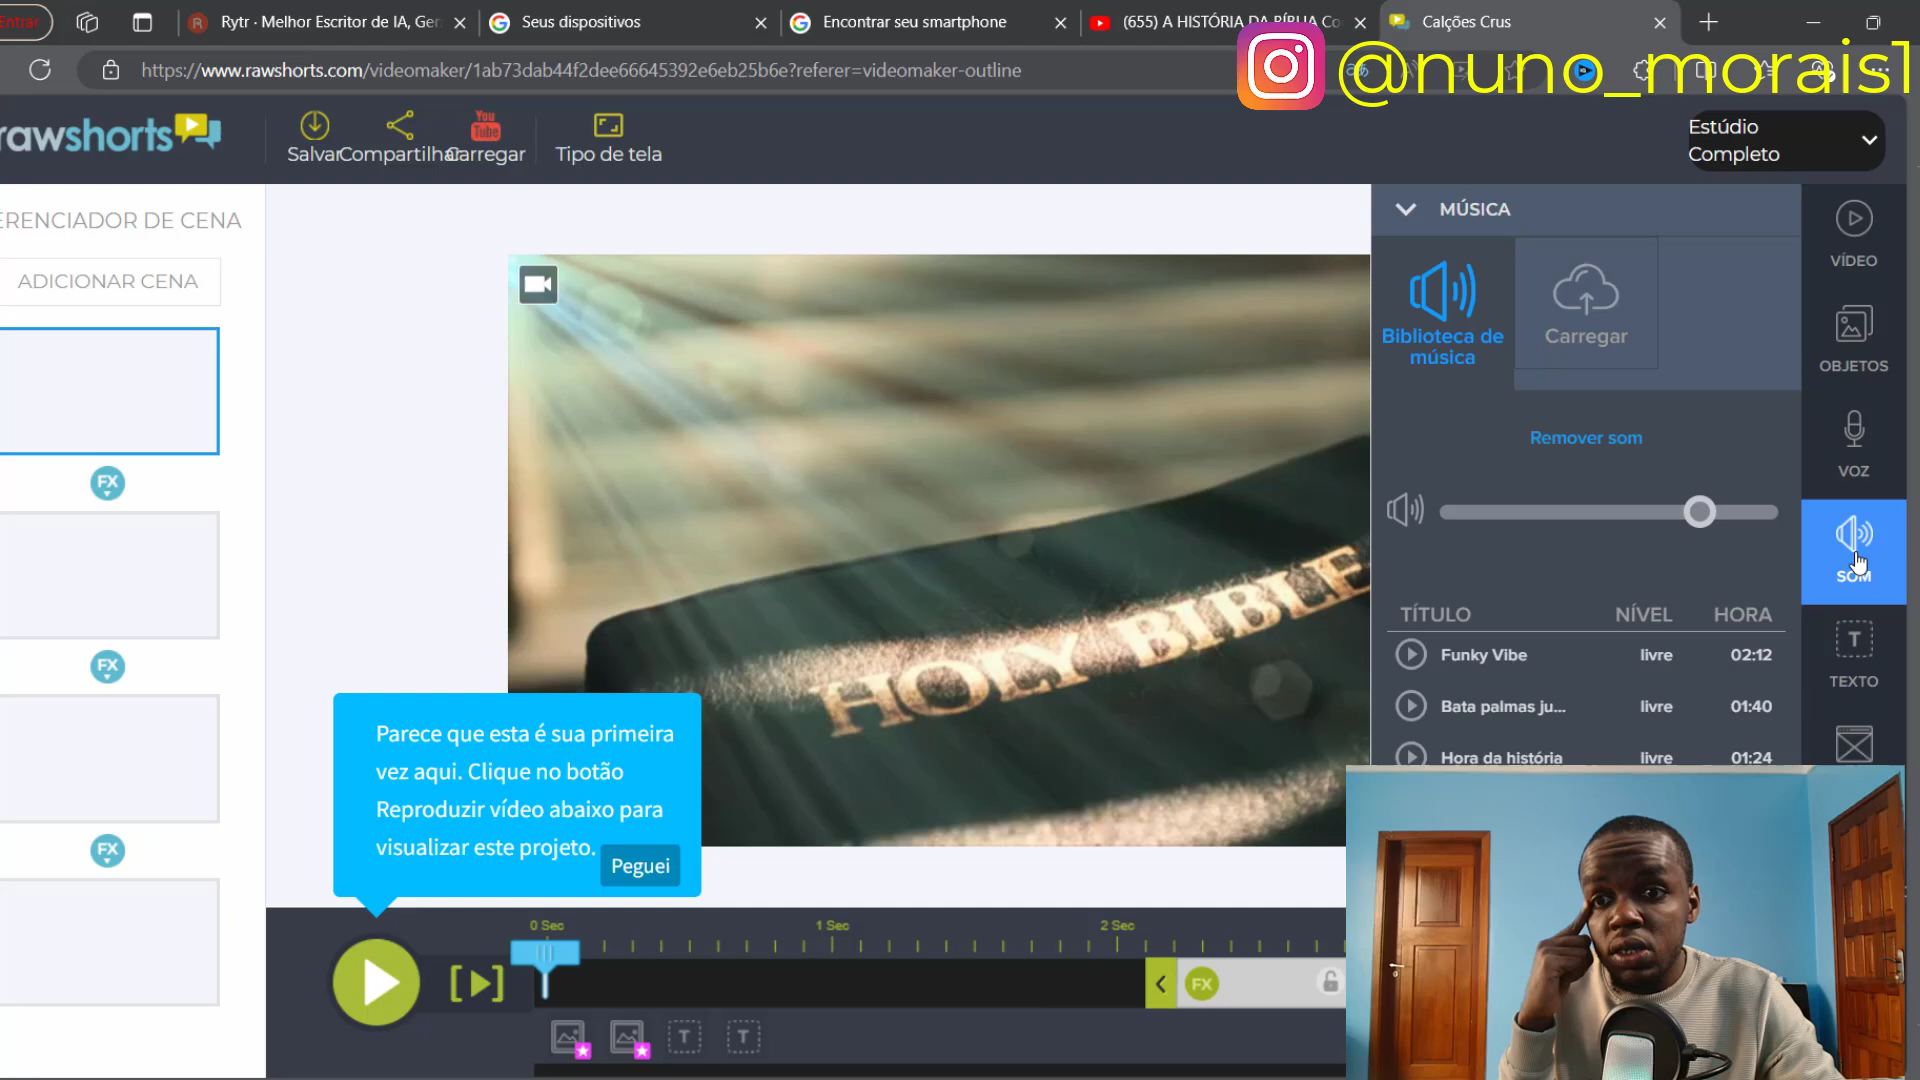 Entrar
Rytr · Melhor Escritor de IA, Ger
Seus dispositivos
Encontrar seu smartphone
(655) A HISTÓRIA DA BÍBLIA Co
Calções Crus
https://www.rawshorts.com/videomaker/1ab73dab44f2dee66645392e6eb25b6e?referer=videomaker-outline
@nuno_morais1
rawshorts
Salvar
Compartilhar
You Tube
Carregar
Tipo de tela
Estúdio
Completo
ERENCIADOR DE CENA
ADICIONAR CENA
FX
FX
FX
MÚSICA
Biblioteca de
música
Carregar
Remover som
TÍTULO NÍVEL HORA
Funky Vibe livre 02:12
Bata palmas ju... livre 01:40
Hora da história livre 01:24
VÍDEO
OBJETOS
VOZ
SOM
TEXTO
HOLY BIBLE
Parece que esta é sua primeira
vez aqui. Clique no botão
Reproduzir vídeo abaixo para
visualizar este projeto.
Peguei
0 Sec 1 Sec 2 Sec
FX
T T